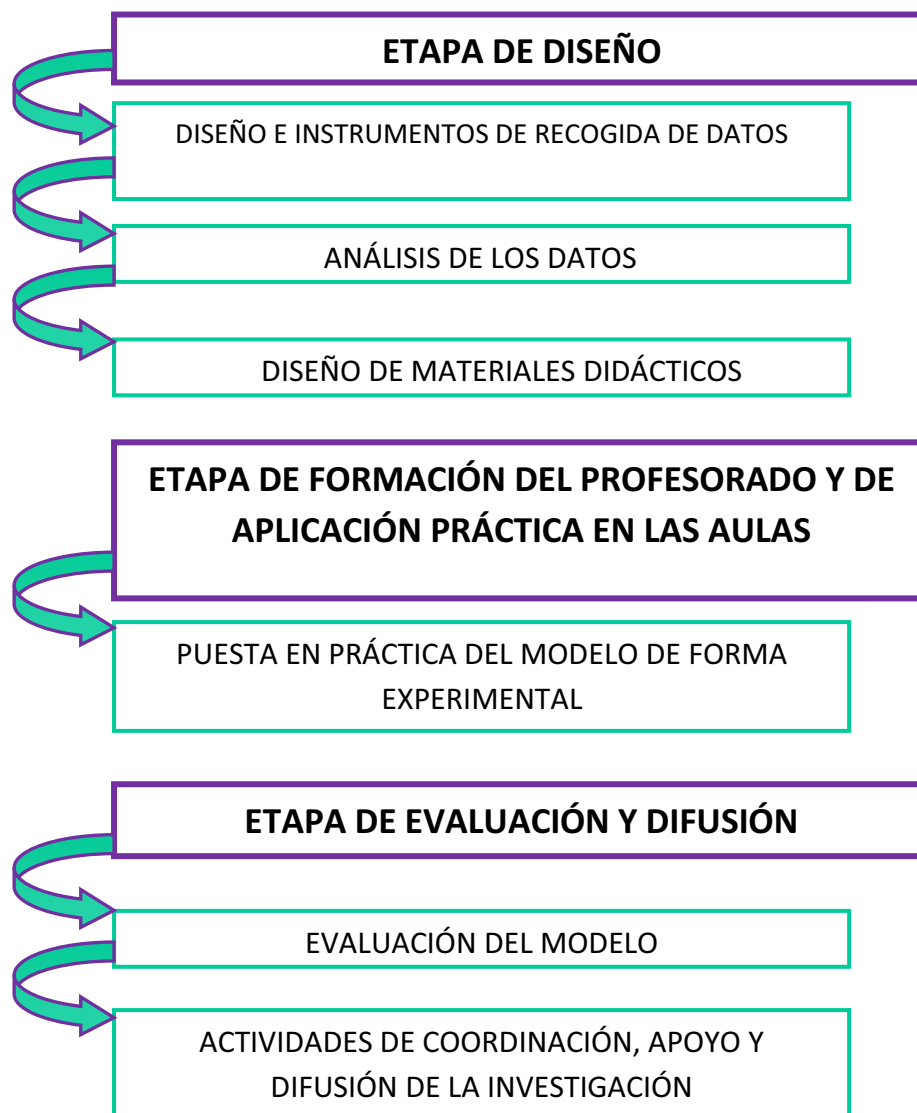 ETAPA DE DISEÑO
DISEÑO E INSTRUMENTOS DE RECOGIDA DE DATOS
ANÁLISIS DE LOS DATOS
DISEÑO DE MATERIALES DIDÁCTICOS
ETAPA DE FORMACIÓN DEL PROFESORADO Y DE
APLICACIÓN PRÁCTICA EN LAS AULAS
PUESTA EN PRÁCTICA DEL MODELO DE FORMA
EXPERIMENTAL
ETAPA DE EVALUACIÓN Y DIFUSIÓN
EVALUACIÓN DEL MODELO
ACTIVIDADES DE COORDINACIÓN, APOYO Y
DIFUSIÓN DE LA INVESTIGACIÓN